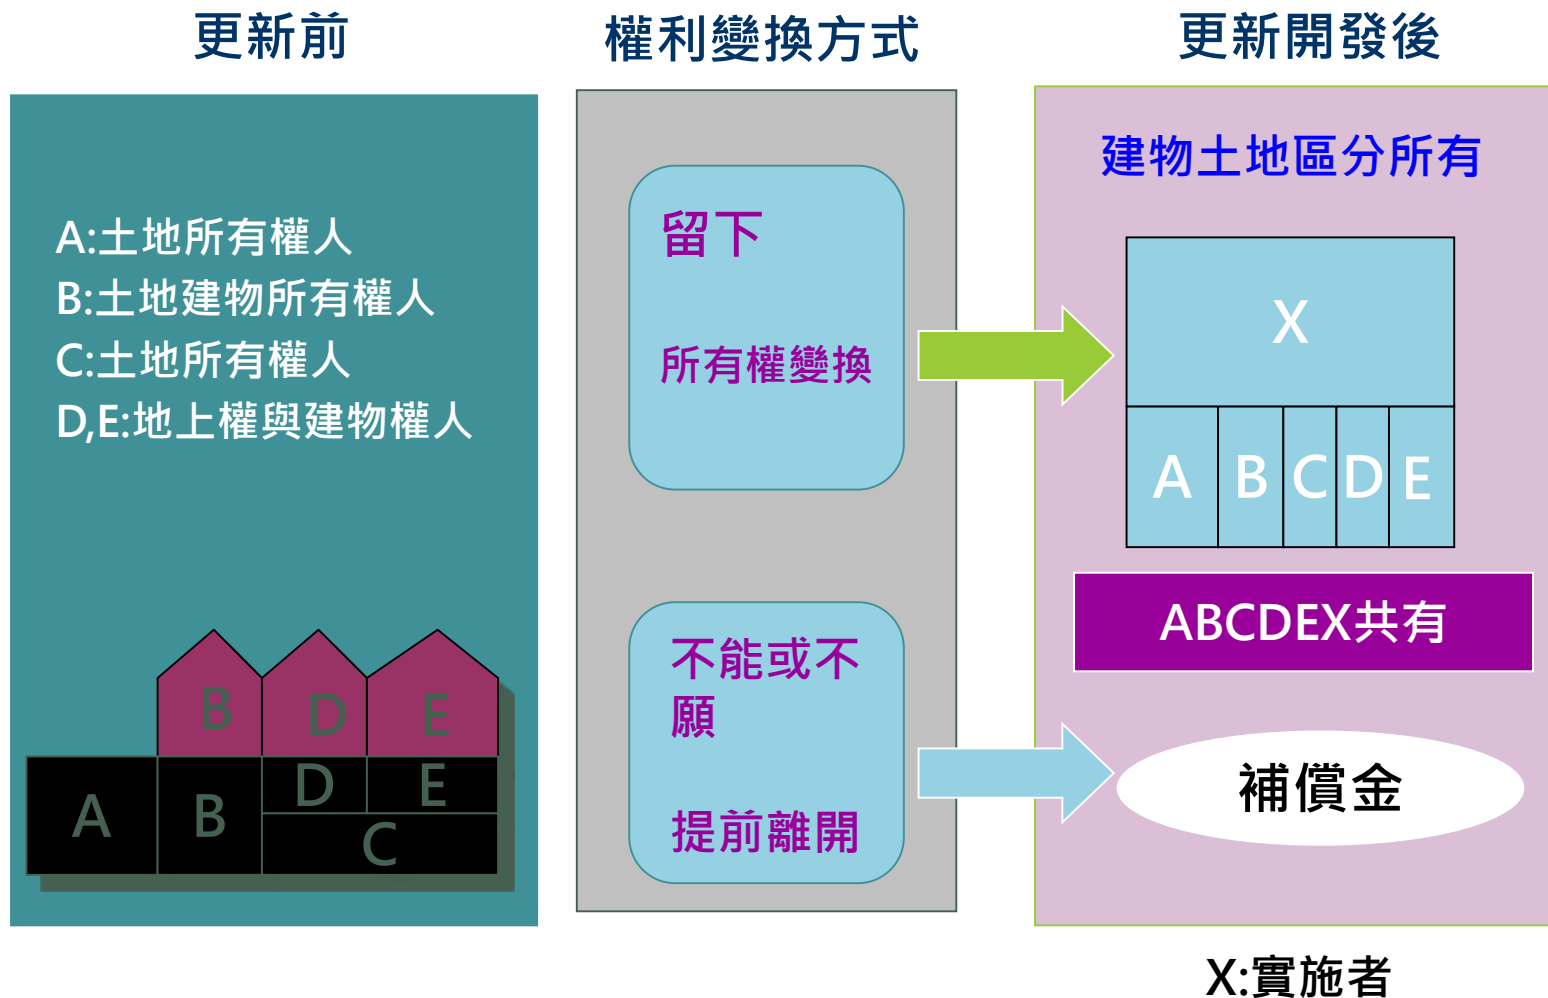 更新前
權利變換方式
更新開發後
A:土地所有權人
B:土地建物所有權人
C:土地所有權人
D,E:地上權與建物權人
B
D
E
A
B
D
E
C
留下
所有權變換
不能或不
願
提前離開
建物土地區分所有
X
A
B
C
D
E
ABCDEX共有
補償金
X:實施者